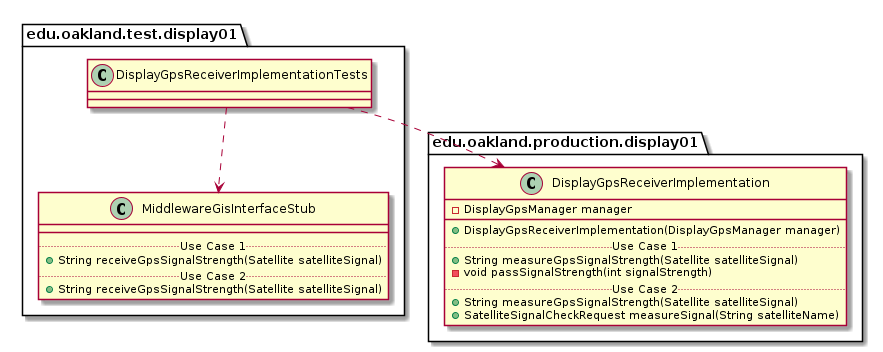 edu.oakland.test.display01
C DisplayGpsReceiverImplementationTests
C MiddlewareGisInterfaceStub
Use Case 1
String receiveGpsSignalStrength(Satellite satelliteSignal)
Use Case 2
String receiveGpsSignalStrength(Satellite satelliteSignal)
edu.oakland.production.display01
C DisplayGpsReceiverImplementation
DisplayGpsManager manager
DisplayGpsReceiverImplementation(DisplayGpsManager manager)
Use Case 1
String measureGpsSignalStrength(Satellite satelliteSignal)
void passSignalStrength(int signalStrength)
Use Case 2
String measureGpsSignalStrength(Satellite satelliteSignal)
SatelliteSignalCheckRequest measureSignal(String satelliteName)